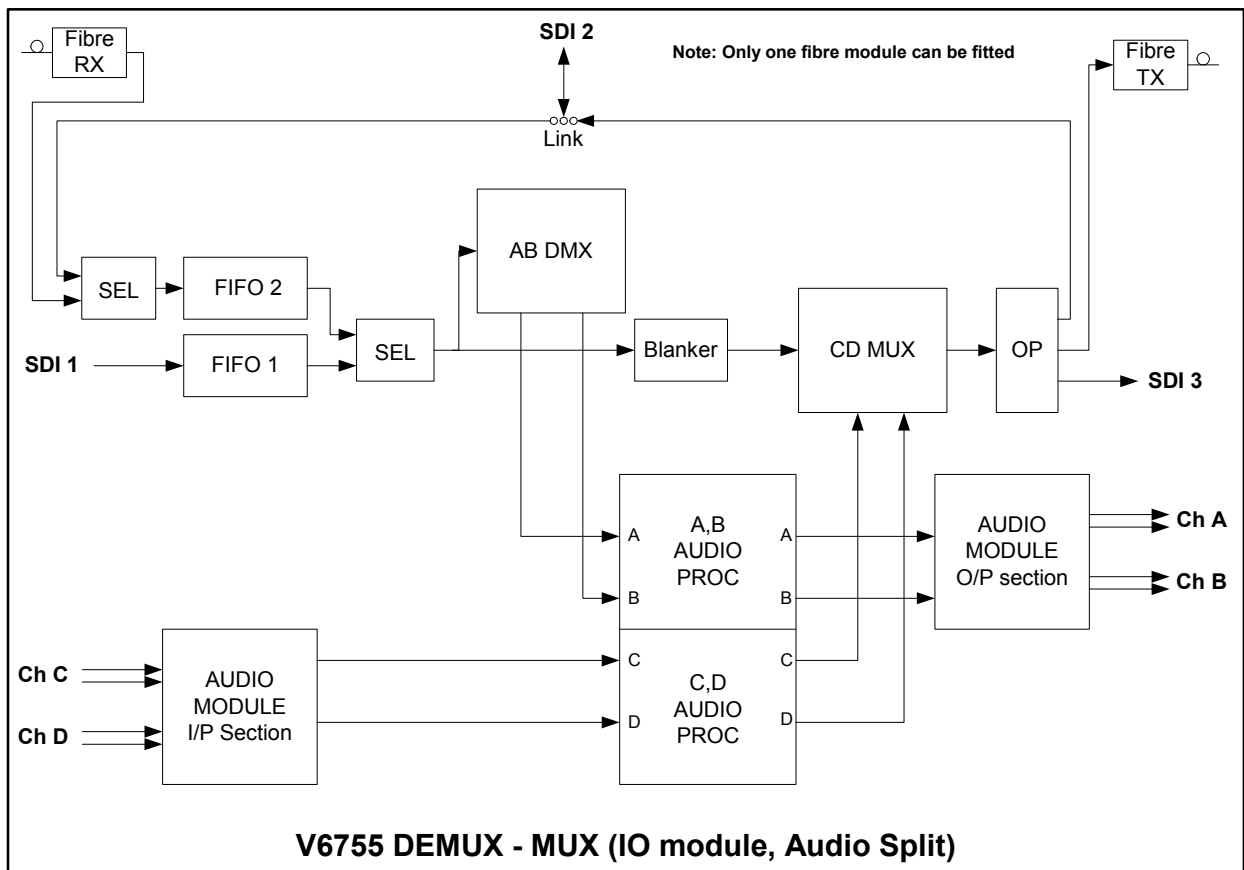 Fibre
RX
SDI 2
Note: Only one fibre module can be fitted
Fibre
TX
Link
AB DMX
SEL
FIFO 2
SEL
Blanker
CD MUX
OP
SDI 1
FIFO 1
SDI 3
A
A,B
AUDIO
PROC
A
B
B
AUDIO
MODULE
O/P section
Ch A
Ch B
Ch C
Ch D
AUDIO
MODULE
I/P Section
C
C,D
AUDIO
PROC
C
D
D
V6755 DEMUX - MUX (IO module, Audio Split)